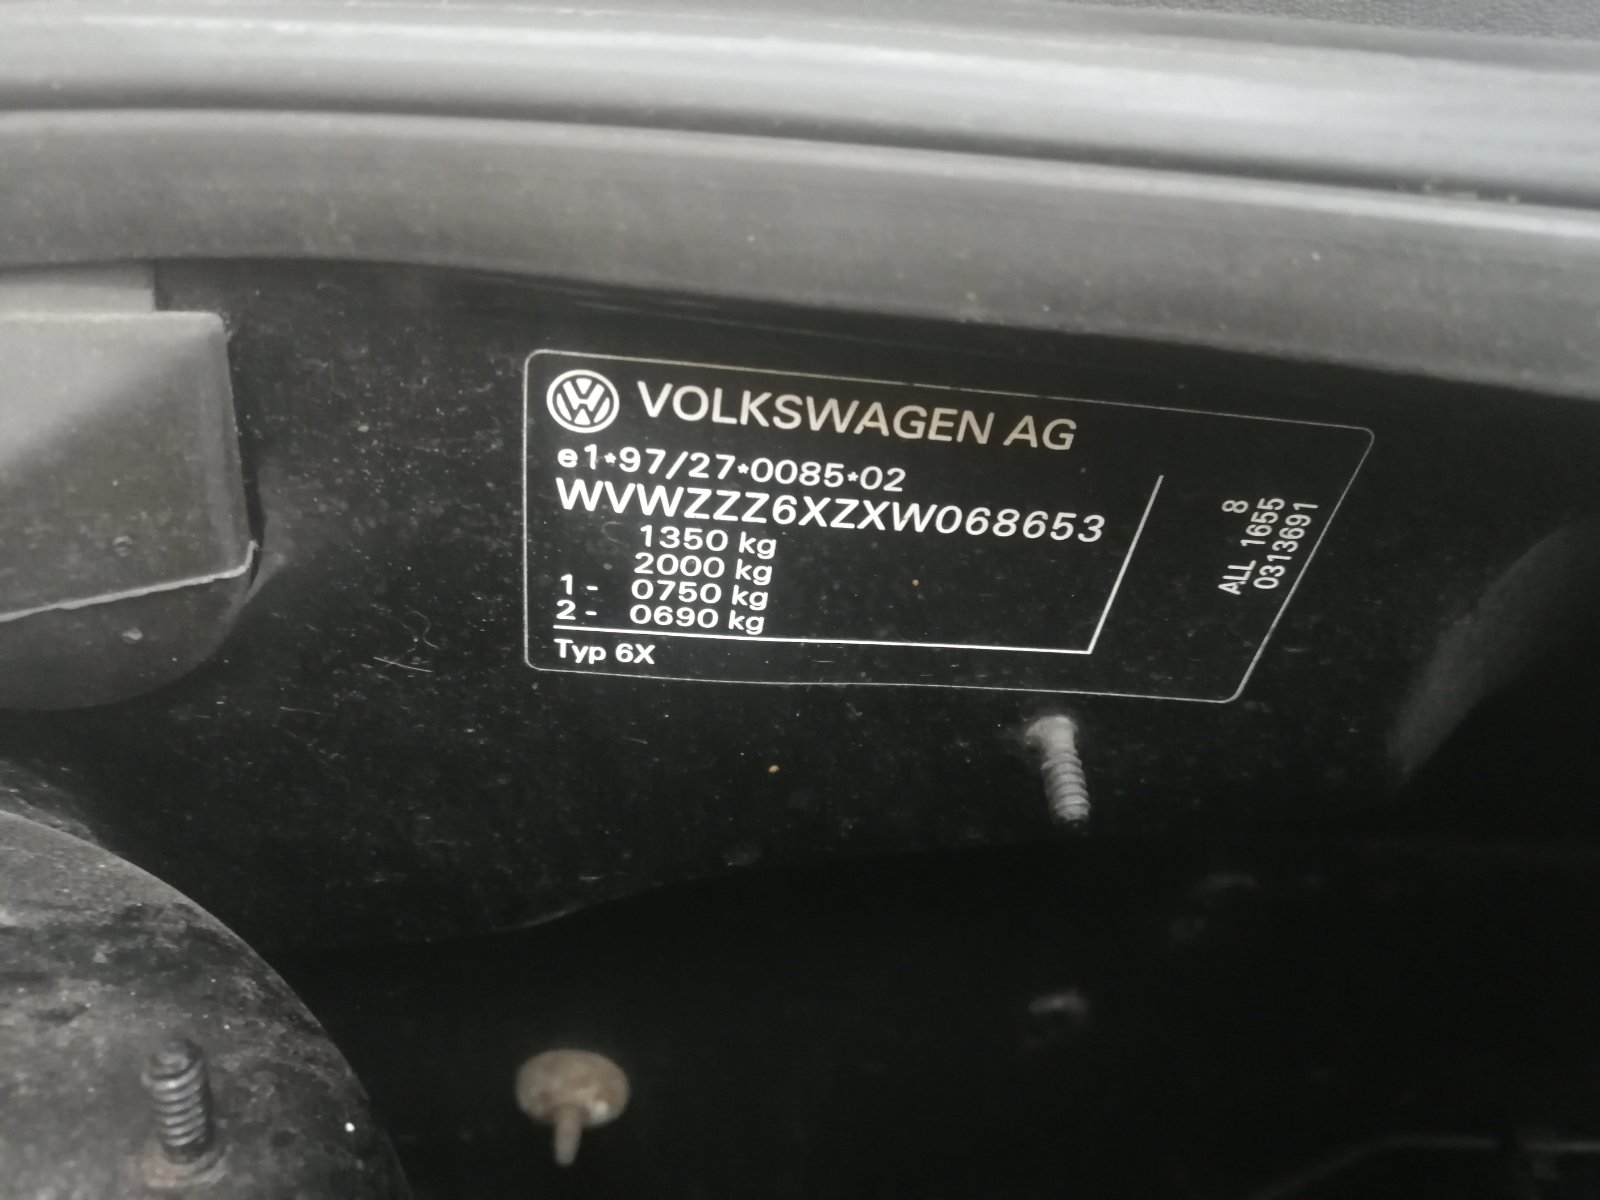 VOLKSWAGEN AG
e1*97/27*0085*02
WVWZZZ6XZXW068653
1350 kg
2000 kg
1 - 0750 kg
2 - 0690 kg
Typ 6X
8
ALL 1655
0313691